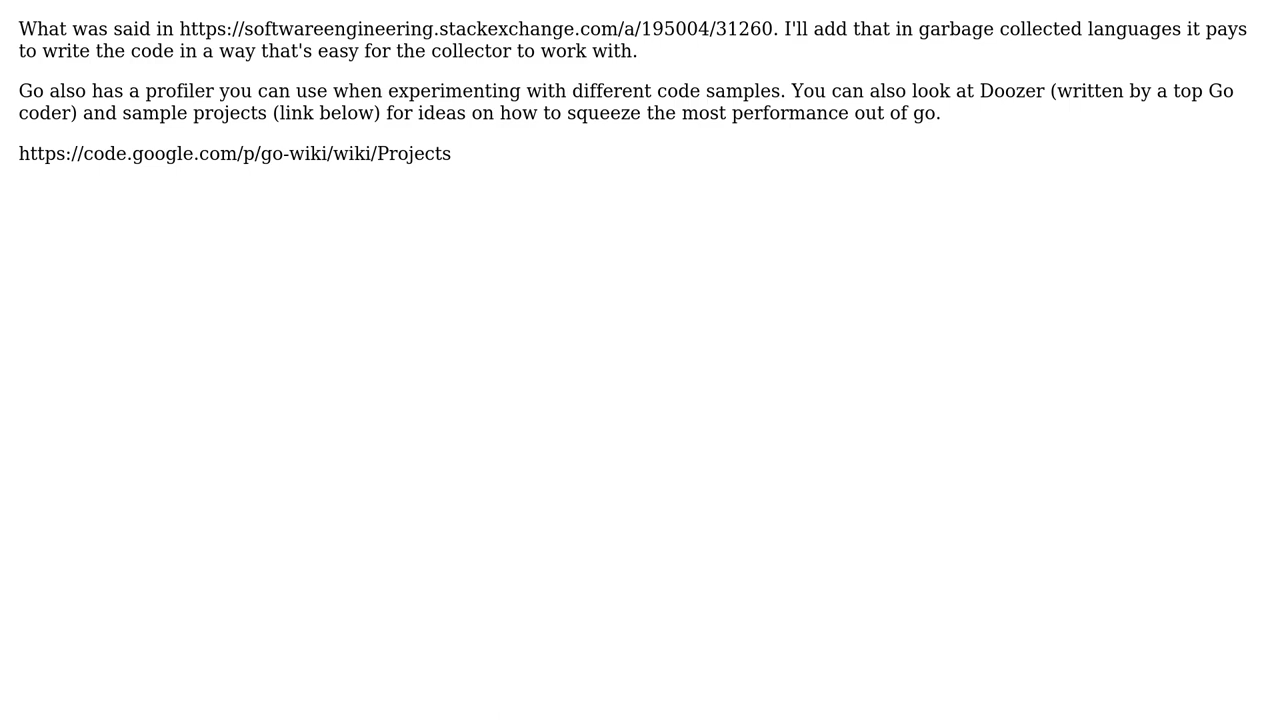 What was said in https://softwareengineering.stackexchange.com/a/195004/31260. I'll add that in garbage collected languages it pays
to write the code in a way that's easy for the collector to work with.
Go also has a profiler you can use when experimenting with different code samples. You can also look at Doozer (written by a top Go
coder) and sample projects (link below) for ideas on how to squeeze the most performance out of go.
https://code.google.com/p/go-wiki/wiki/Projects